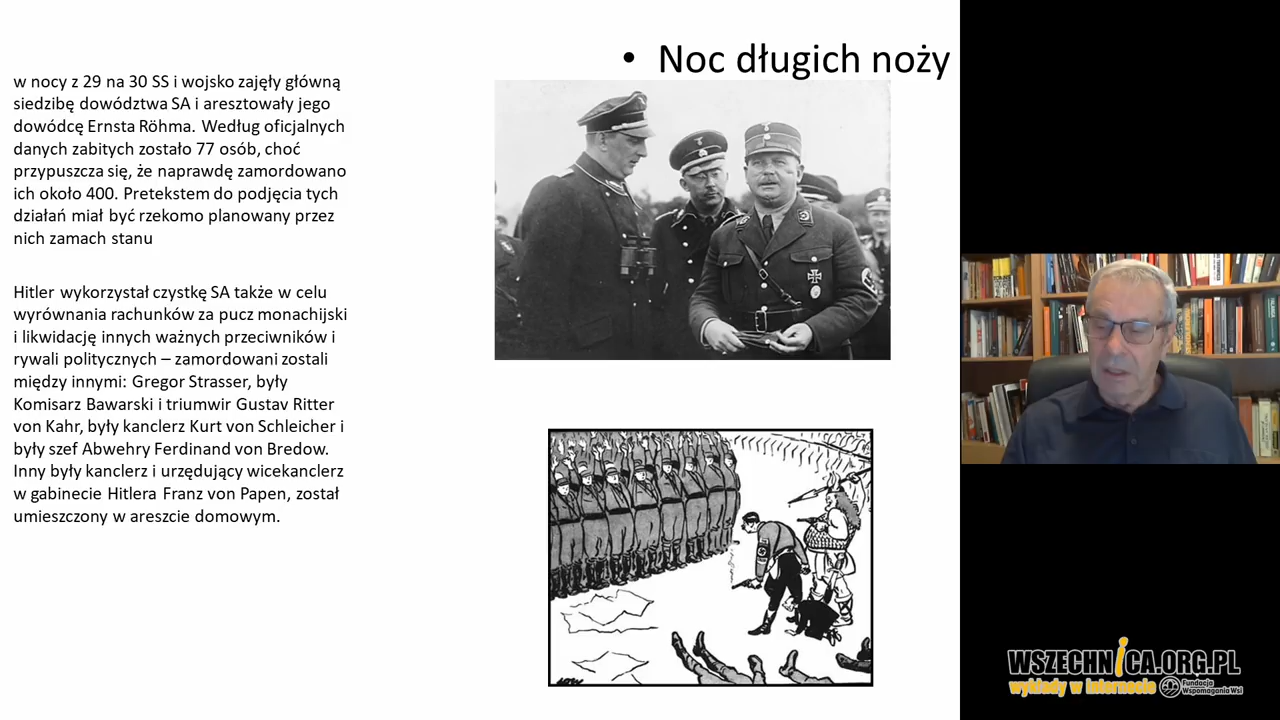 • Noc długich noży
w nocy z 29 na 30 SS i wojsko zajęły główną
siedzibę dowództwa SA i aresztowały jego
dowódcę Ernsta Röhma. Według oficjalnych
danych zabitych zostało 77 osób, choć
przypuszcza się, że naprawdę zamordowano
ich około 400. Pretekstem do podjęcia tych
działań miał być rzekomo planowany przez
nich zamach stanu
Hitler wykorzystał czystkę SA także w celu
wyrównania rachunków za pucz monachijski
i likwidację innych ważnych przeciwników i
rywali politycznych – zamordowani zostali
między innymi: Gregor Strasser, były
Komisarz Bawarski i triumwir Gustav Ritter
von Kahr, były kanclerz Kurt von Schleicher i
były szef Abwehry Ferdinand von Bredow.
Inny były kanclerz i urzędujący wicekanclerz
w gabinecie Hitlera Franz von Papen, został
umieszczony w areszcie domowym.
LOW
WSZECHNICA.ORG.PL
wykłady w internecie
Fundacja
Wspomagania Wsi